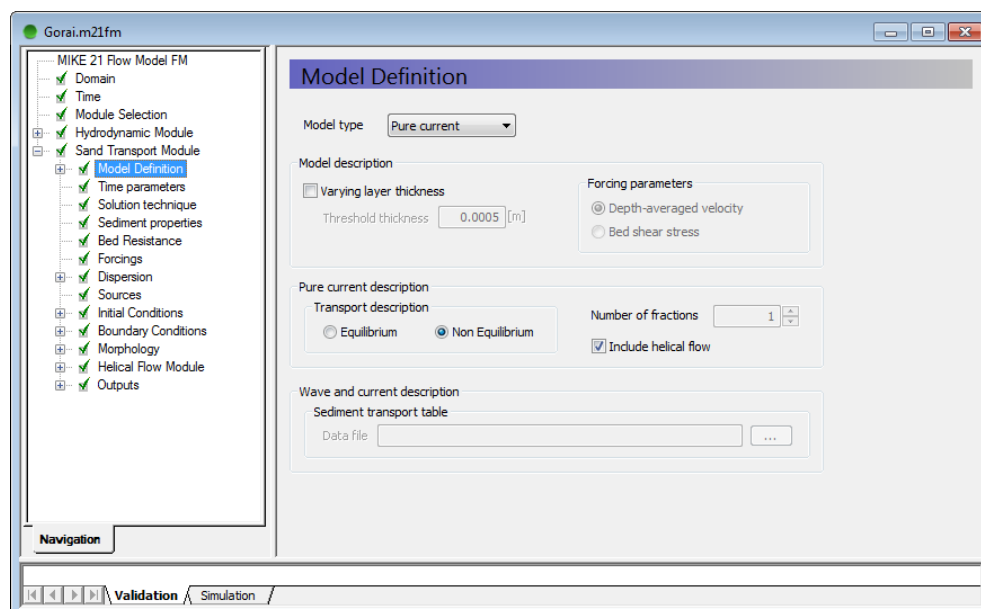 Gorai.m21fm
MIKE 21 Flow Model FM
Domain
Time
Module Selection
Hydrodynamic Module
Sand Transport Module
Model Definition
Time parameters
Solution technique
Sediment properties
Bed Resistance
Forcings
Dispersion
Sources
Initial Conditions
Boundary Conditions
Morphology
Helical Flow Module
Outputs
Navigation
Model Definition
Model type Pure current
Model description
Varying layer thickness
Threshold thickness 0.0005 [m]
Forcing parameters
Depth-averaged velocity
Bed shear stress
Pure current description
Transport description
Equilibrium Non Equilibrium
Number of fractions 1
Include helical flow
Wave and current description
Sediment transport table
Data file ...
Validation Simulation